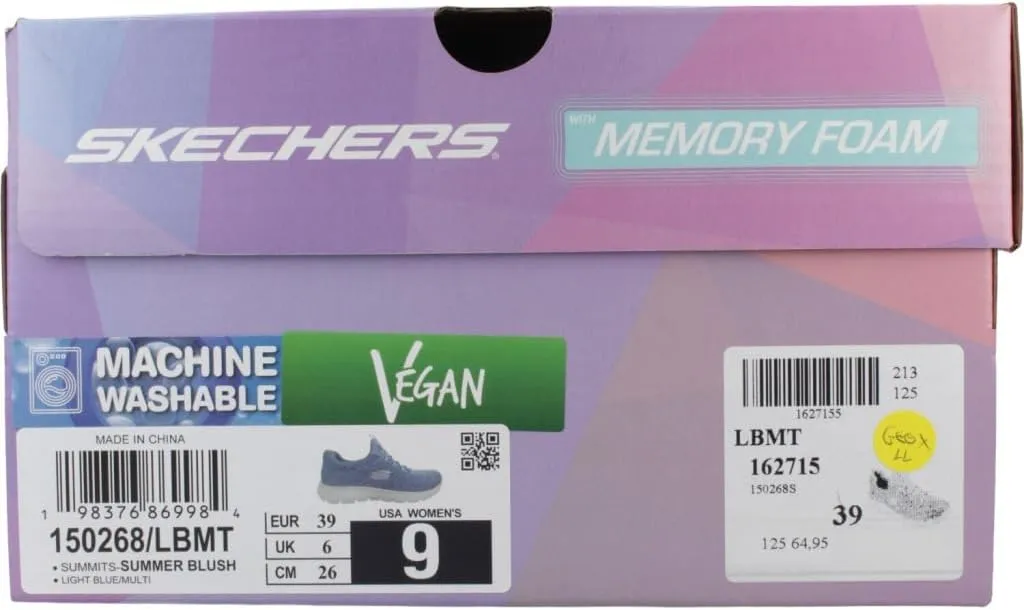 SKECHERS
WITH MEMORY FOAM
MACHINE
WASHABLE
VEGAN
MADE IN CHINA
1 98376 86998 4
150268/LBMT
• SUMMITS-SUMMER BLUSH
• LIGHT BLUE/MULTI
EUR 39
UK 6
CM 26
USA WOMEN'S
9
213
125
1627155
LBMT
162715
150268S
39
125 64,95
GEOX
LL